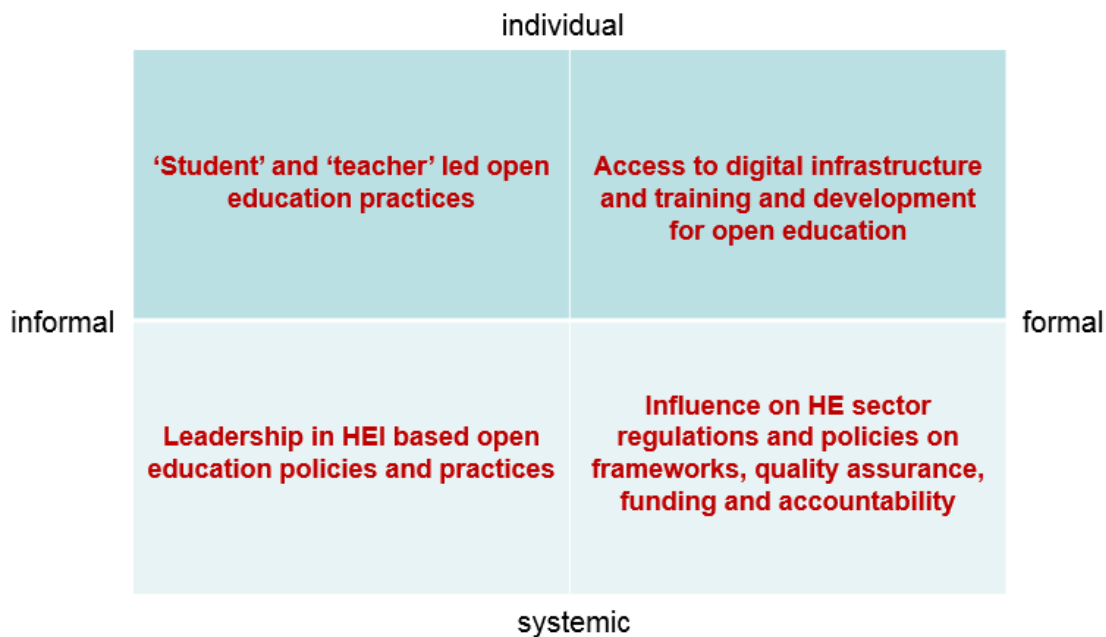 individual
‘Student’ and ‘teacher’ led open
education practices
Access to digital infrastructure
and training and development
for open education
informal
formal
Leadership in HEI based open
education policies and practices
Influence on HE sector
regulations and policies on
frameworks, quality assurance,
funding and accountability
systemic